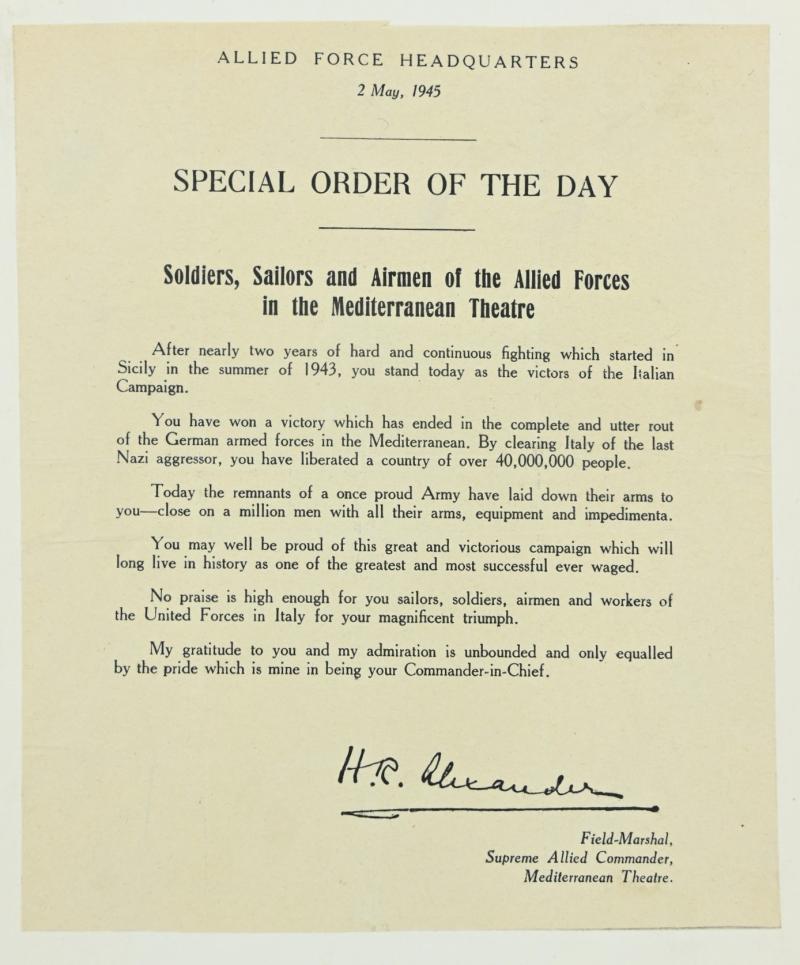 ALLIED FORCE HEADQUARTERS
2 May, 1945
SPECIAL ORDER OF THE DAY
Soldiers, Sailors and Airmen of the Allied Forces
in the Mediterranean Theatre
After nearly two years of hard and continuous fighting which started in
Sicily in the summer of 1943, you stand today as the victors of the Italian
Campaign.
You have won a victory which has ended in the complete and utter rout
of the German armed forces in the Mediterranean. By clearing Italy of the last
Nazi aggressor, you have liberated a country of over 40,000,000 people.
Today the remnants of a once proud Army have laid down their arms to
you—close on a million men with all their arms, equipment and impedimenta.
You may well be proud of this great and victorious campaign which will
long live in history as one of the greatest and most successful ever waged.
No praise is high enough for you sailors, soldiers, airmen and workers of
the United Forces in Italy for your magnificent triumph.
My gratitude to you and my admiration is unbounded and only equalled
by the pride which is mine in being your Commander-in-Chief.
H.R. Alexander
Field-Marshal,
Supreme Allied Commander,
Mediterranean Theatre.